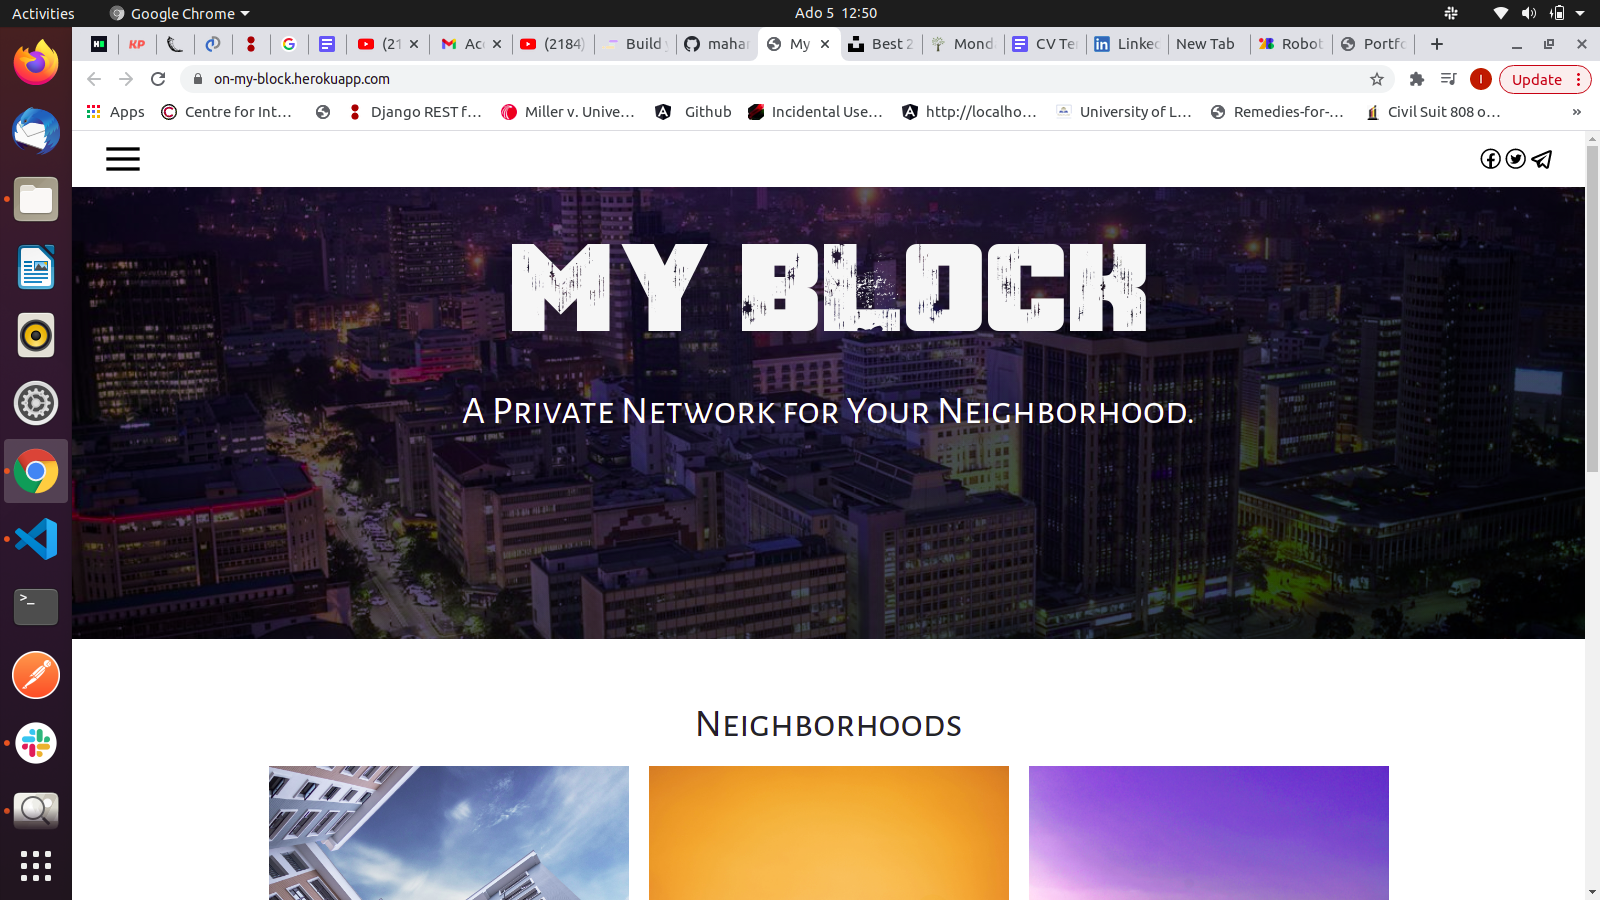 Activities
Google Chrome
Ado 5 12:50
KP
(21
Acc
(2184)
Build y
mahar
My
Best 2
Mond
CV Te
Linked
New Tab
Robot
Portfo
on-my-block.herokuapp.com
Update
Apps
Centre for Int...
Django REST f...
Miller v. Unive...
Github
Incidental Use...
http://localho...
University of L...
Remedies-for-...
Civil Suit 808 o...
»
MY BLOCK
A Private Network for Your Neighborhood.
Neighborhoods